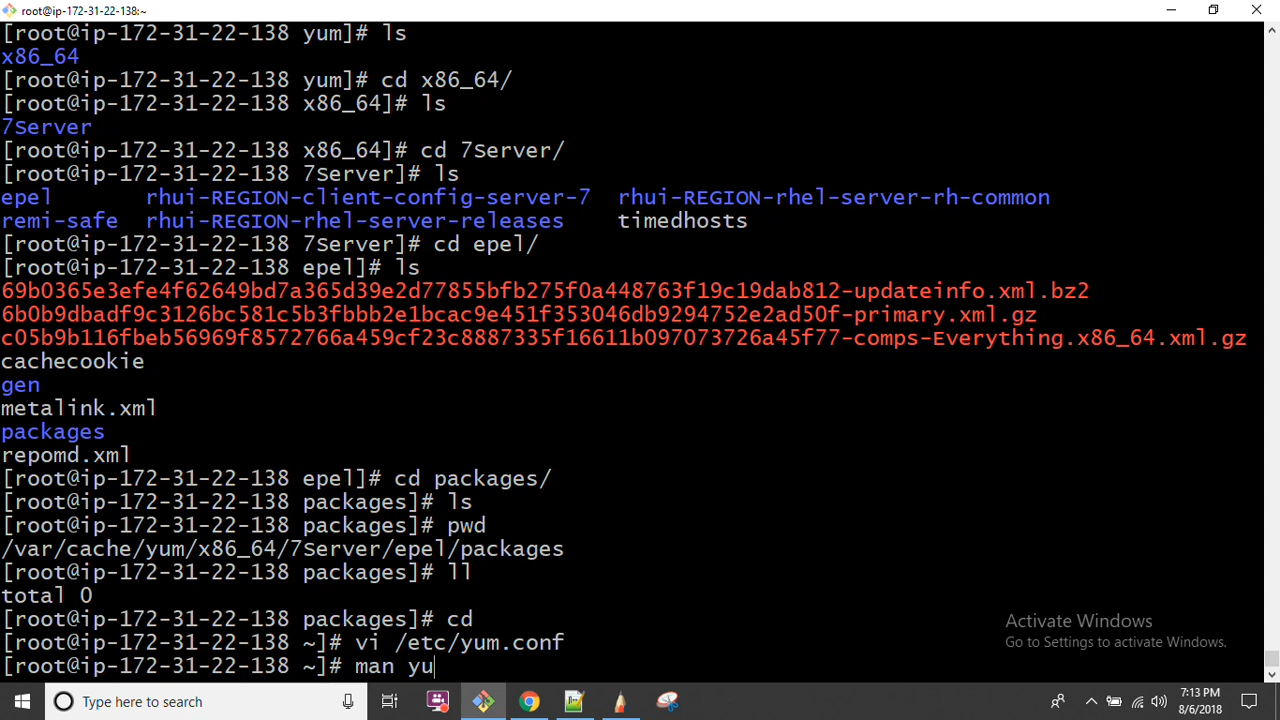 root@ip-172-31-22-138:~
[root@ip-172-31-22-138 yum]# ls
x86_64
[root@ip-172-31-22-138 yum]# cd x86_64/
[root@ip-172-31-22-138 x86_64]# ls
7Server
[root@ip-172-31-22-138 x86_64]# cd 7Server/
[root@ip-172-31-22-138 7Server]# ls
epel rhui-REGION-client-config-server-7 rhui-REGION-rhel-server-rh-common
remi-safe rhui-REGION-rhel-server-releases timedhosts
[root@ip-172-31-22-138 7Server]# cd epel/
[root@ip-172-31-22-138 epel]# ls
69b0365e3efe4f62649bd7a365d39e2d77855bfb275f0a448763f19c19dab812-updateinfo.xml.bz2
6b0b9dbadf9c3126bc581c5b3fbbb2e1bcac9e451f353046db9294752e2ad50f-primary.xml.gz
c05b9b116fbeb56969f8572766a459cf23c8887335f16611b097073726a45f77-comps-Everything.x86_64.xml.gz
cachecookie
gen
metalink.xml
packages
repomd.xml
[root@ip-172-31-22-138 epel]# cd packages/
[root@ip-172-31-22-138 packages]# ls
[root@ip-172-31-22-138 packages]# pwd
/var/cache/yum/x86_64/7Server/epel/packages
[root@ip-172-31-22-138 packages]# ll
total 0
[root@ip-172-31-22-138 packages]# cd
[root@ip-172-31-22-138 ~]# vi /etc/yum.conf
[root@ip-172-31-22-138 ~]# man yu
Activate Windows
Go to Settings to activate Windows.
Type here to search
7:13 PM
8/6/2018